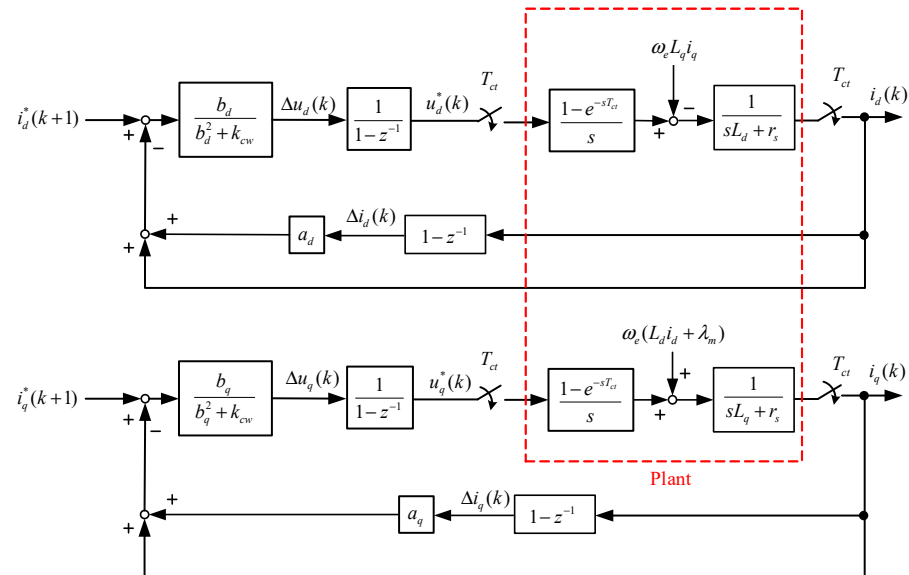 ω_e L_q i_q
T_ct
T_ct
i_d^*(k+1)
b_d / (b_d^2 + k_cw)
Δu_d(k)
1 / (1 − z^{-1})
u_d^*(k)
(1 − e^{-sT_ct}) / s
1 / (sL_d + r_s)
i_d(k)
+
−
+
−
+
+
a_d
Δi_d(k)
1 − z^{-1}
ω_e(L_d i_d + λ_m)
T_ct
T_ct
i_q^*(k+1)
b_q / (b_q^2 + k_cw)
Δu_q(k)
1 / (1 − z^{-1})
u_q^*(k)
(1 − e^{-sT_ct}) / s
1 / (sL_q + r_s)
i_q(k)
+
−
+
+
Plant
+
+
a_q
Δi_q(k)
1 − z^{-1}